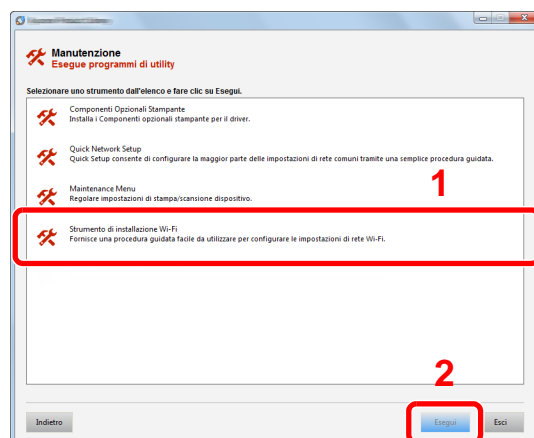 Manutenzione
Esegue programmi di utility
Selezionare uno strumento dall'elenco e fare clic su Esegui.
Componenti Opzionali Stampante
Installa i Componenti opzionali stampante per il driver.
Quick Network Setup
Quick Setup consente di configurare la maggior parte delle impostazioni di rete comuni tramite una semplice procedura guidata.
1
Maintenance Menu
Regolare impostazioni di stampa/scansione dispositivo.
Strumento di installazione Wi-Fi
Fornisce una procedura guidata facile da utilizzare per configurare le impostazioni di rete Wi-Fi.
2
Indietro
Esegui
Esci